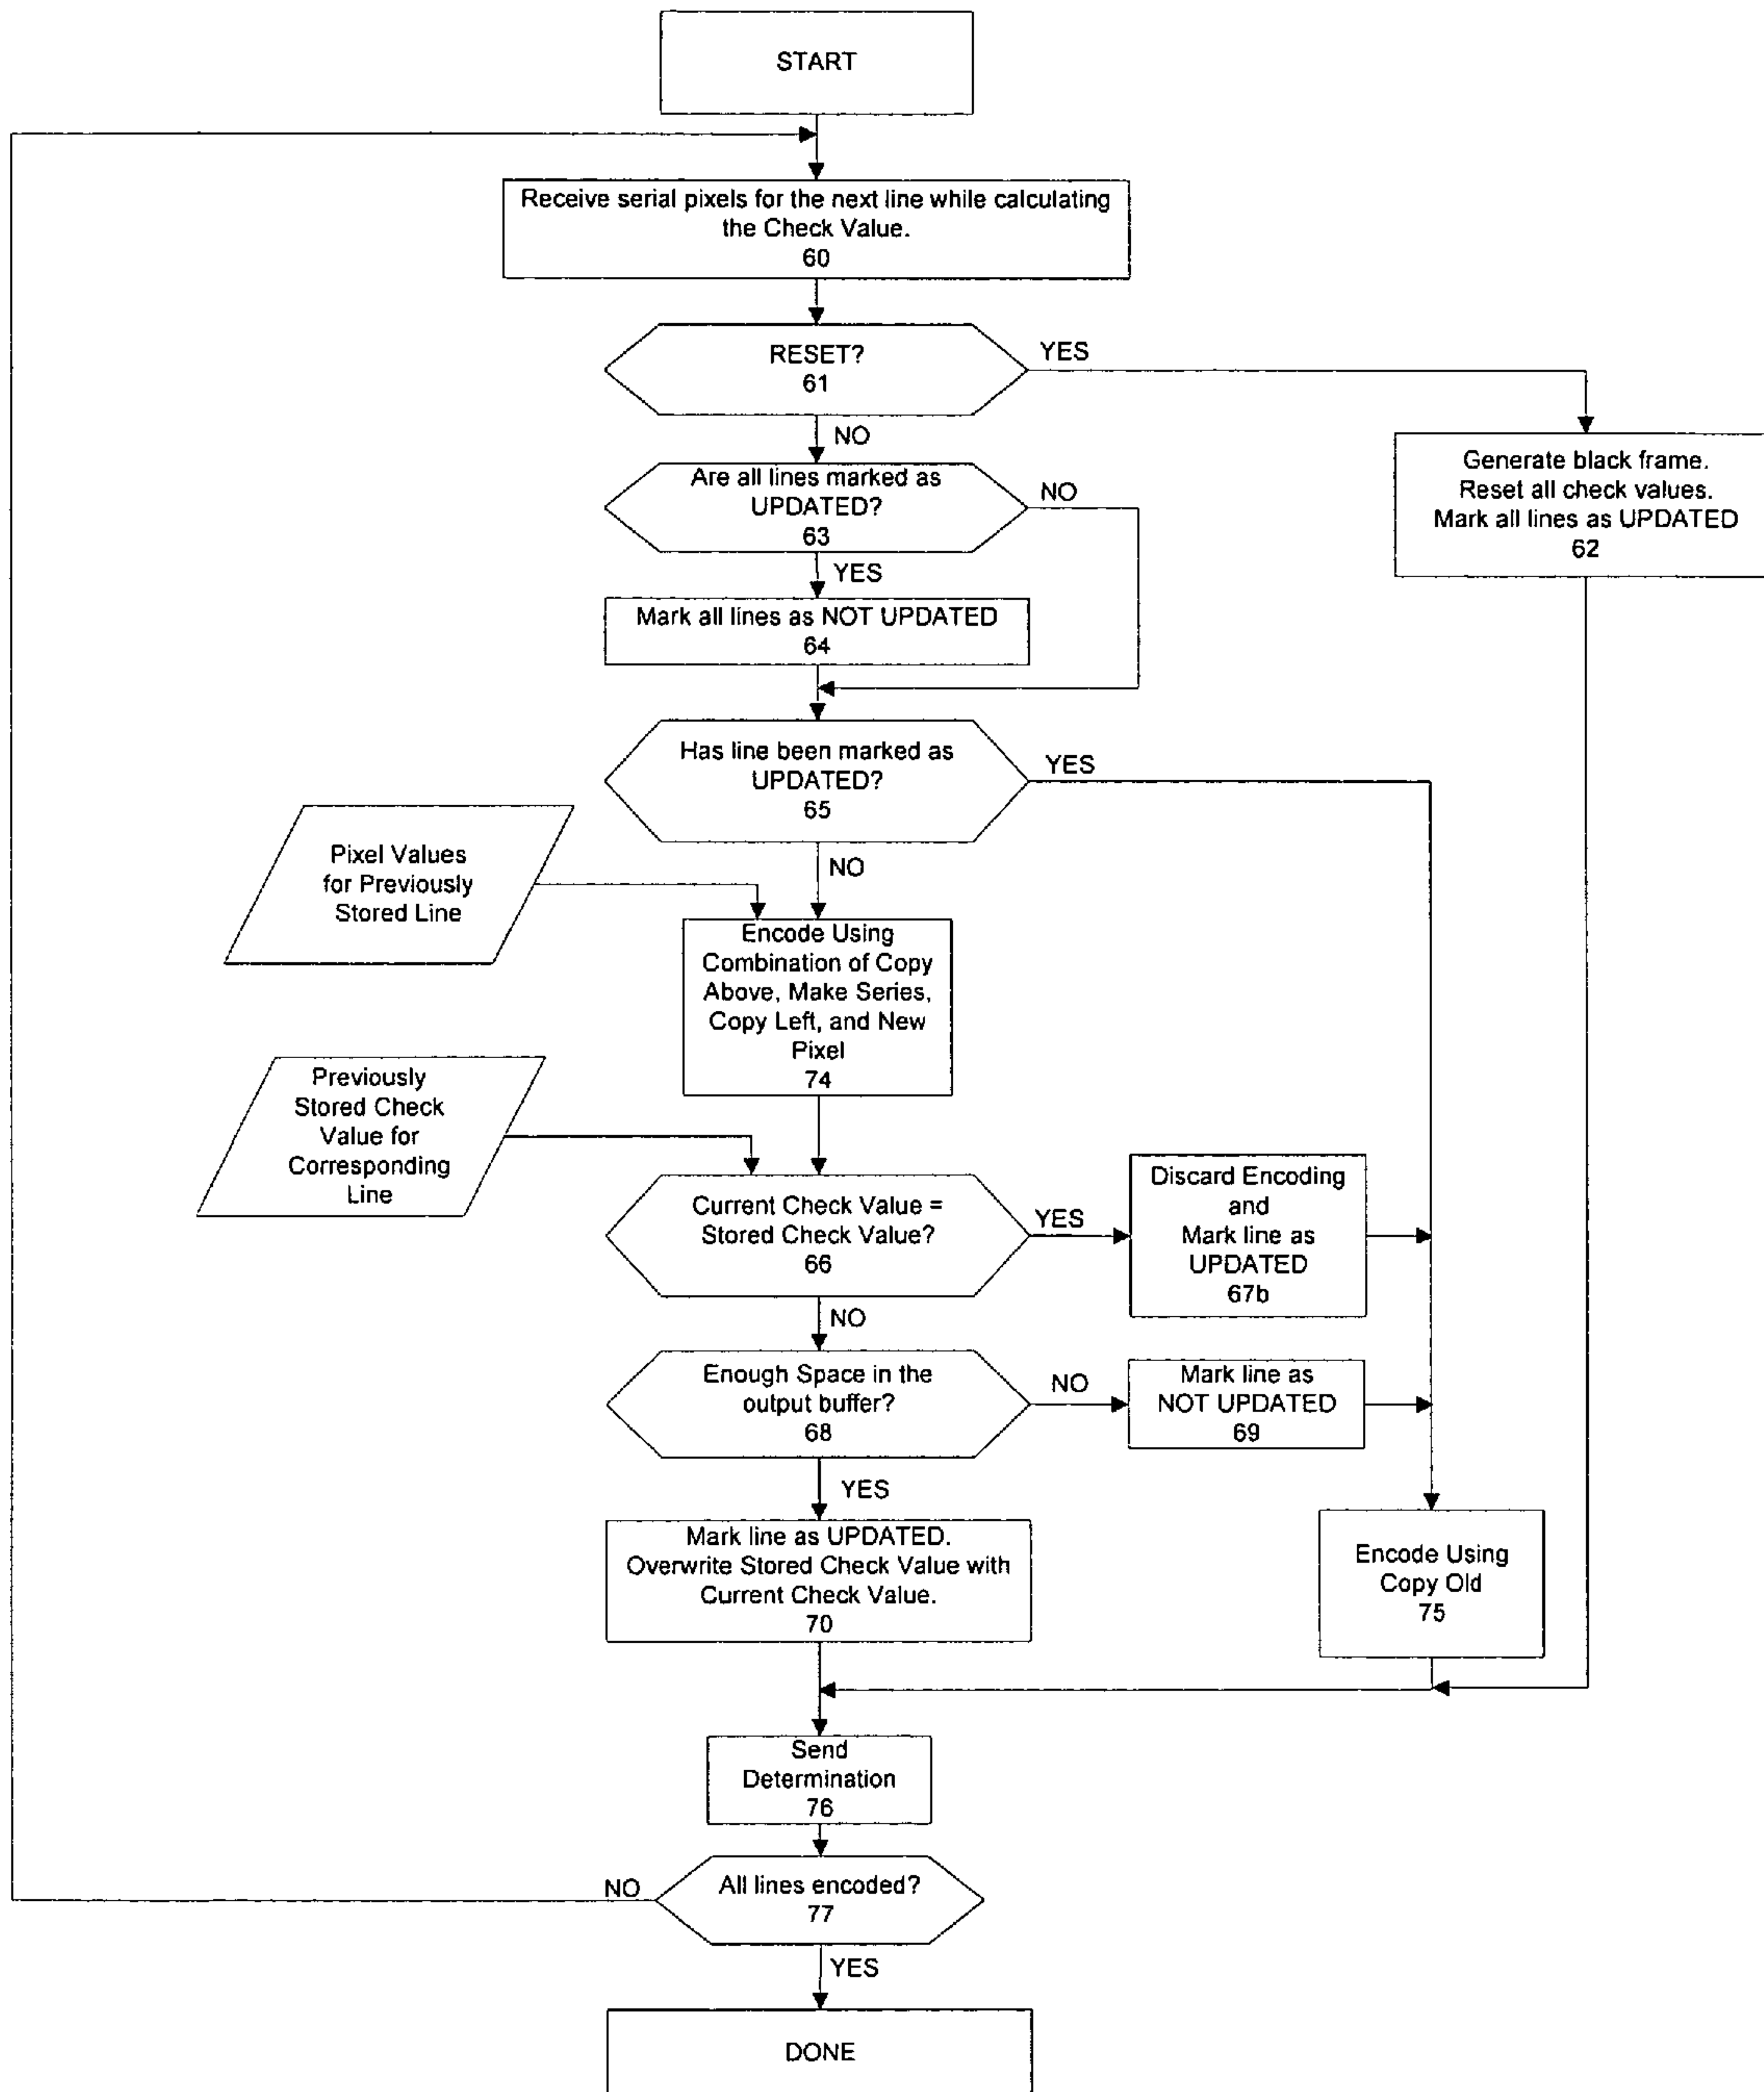 START
Receive serial pixels for the next line while calculating
the Check Value.
60
RESET?
61
YES
NO
Generate black frame.
Reset all check values.
Mark all lines as UPDATED
62
Are all lines marked as
UPDATED?
63
NO
YES
Mark all lines as NOT UPDATED
64
Has line been marked as
UPDATED?
65
YES
NO
Pixel Values
for Previously
Stored Line
Encode Using
Combination of Copy
Above, Make Series,
Copy Left, and New
Pixel
74
Previously
Stored Check
Value for
Corresponding
Line
Current Check Value =
Stored Check Value?
66
YES
Discard Encoding
and
Mark line as
UPDATED
67b
NO
Enough Space in the
output buffer?
68
NO
Mark line as
NOT UPDATED
69
YES
Mark line as UPDATED.
Overwrite Stored Check Value with
Current Check Value.
70
Encode Using
Copy Old
75
Send
Determination
76
All lines encoded?
77
NO
YES
DONE